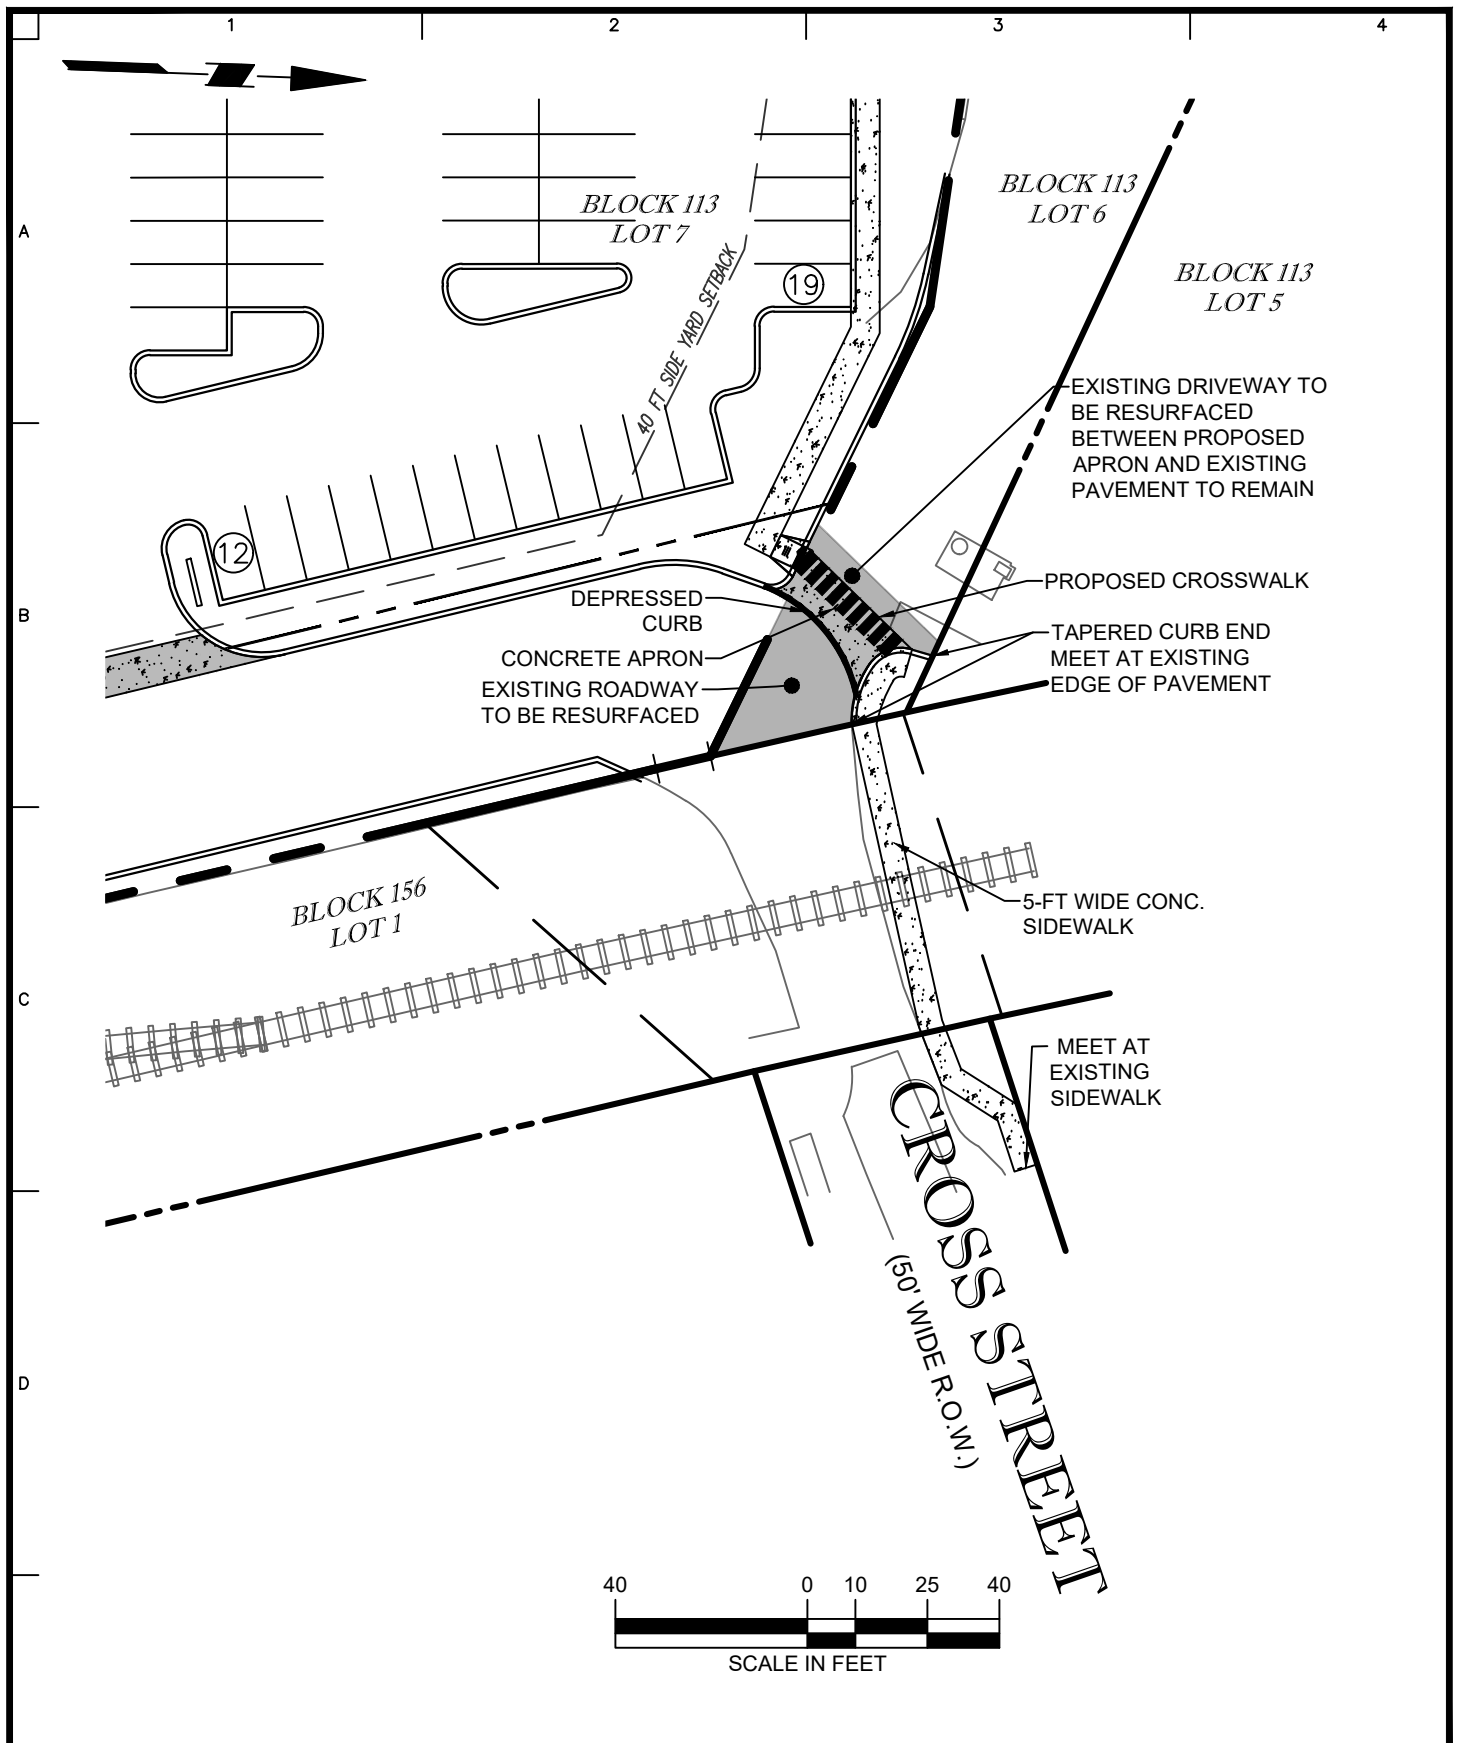 1
2
3
4
A
BLOCK 113
LOT 7
BLOCK 113
LOT 6
BLOCK 113
LOT 5
40 FT SIDE YARD SETBACK
19
EXISTING DRIVEWAY TO
BE RESURFACED
BETWEEN PROPOSED
APRON AND EXISTING
PAVEMENT TO REMAIN
12
B
PROPOSED CROSSWALK
DEPRESSED
CURB
CONCRETE APRON
EXISTING ROADWAY
TO BE RESURFACED
TAPERED CURB END
MEET AT EXISTING
EDGE OF PAVEMENT
BLOCK 156
LOT 1
5-FT WIDE CONC.
SIDEWALK
C
MEET AT
EXISTING
SIDEWALK
CROSS STREET
(50' WIDE R.O.W.)
D
40 0 10 25 40
SCALE IN FEET